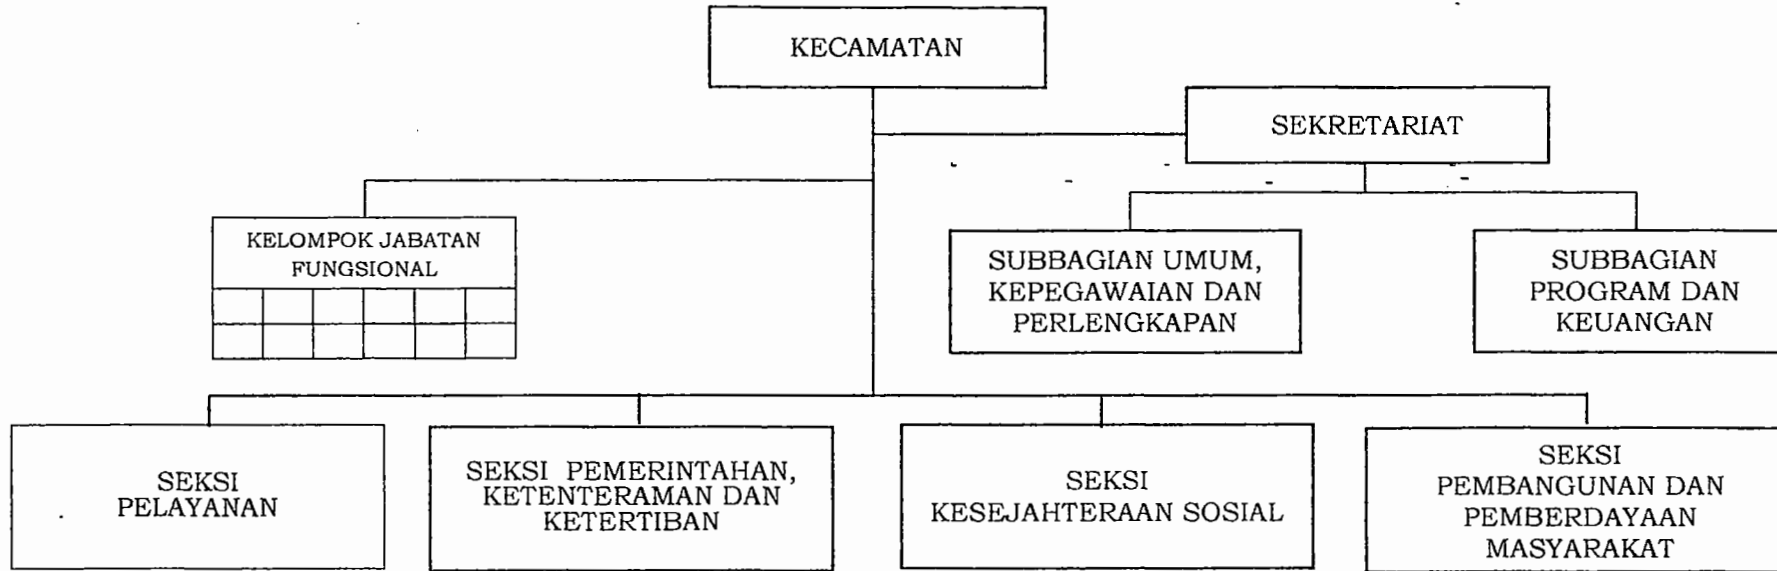 KECAMATAN
SEKRETARIAT
KELOMPOK JABATAN
FUNGSIONAL
SUBBAGIAN UMUM,
KEPEGAWAIAN DAN
PERLENGKAPAN
SUBBAGIAN
PROGRAM DAN
KEUANGAN
SEKSI
PELAYANAN
SEKSI PEMERINTAHAN,
KETENTERAMAN DAN
KETERTIBAN
SEKSI
KESEJAHTERAAN SOSIAL
SEKSI
PEMBANGUNAN DAN
PEMBERDAYAAN
MASYARAKAT